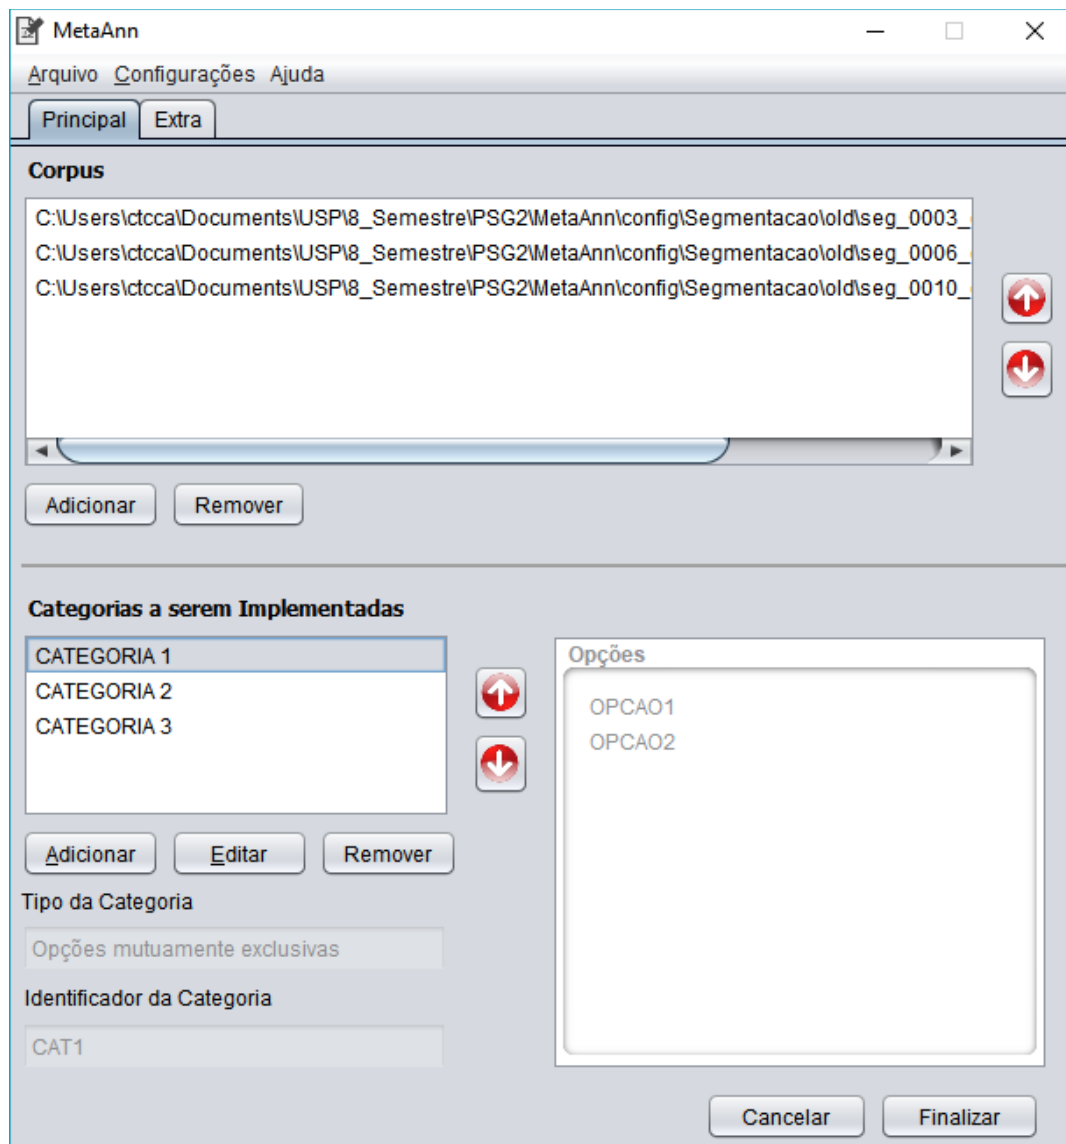 MetaAnn
Arquivo Configurações Ajuda
Principal Extra
Corpus
C:\Users\ctcca\Documents\USP\8_Semestre\PSG2\MetaAnn\config\Segmentacao\old\seg_0003_
C:\Users\ctcca\Documents\USP\8_Semestre\PSG2\MetaAnn\config\Segmentacao\old\seg_0006_
C:\Users\ctcca\Documents\USP\8_Semestre\PSG2\MetaAnn\config\Segmentacao\old\seg_0010_
Adicionar Remover
Categorias a serem Implementadas
CATEGORIA 1
CATEGORIA 2
CATEGORIA 3
Adicionar Editar Remover
Tipo da Categoria
Opções mutuamente exclusivas
Identificador da Categoria
CAT1
Opções
OPCAO1
OPCAO2
Cancelar Finalizar